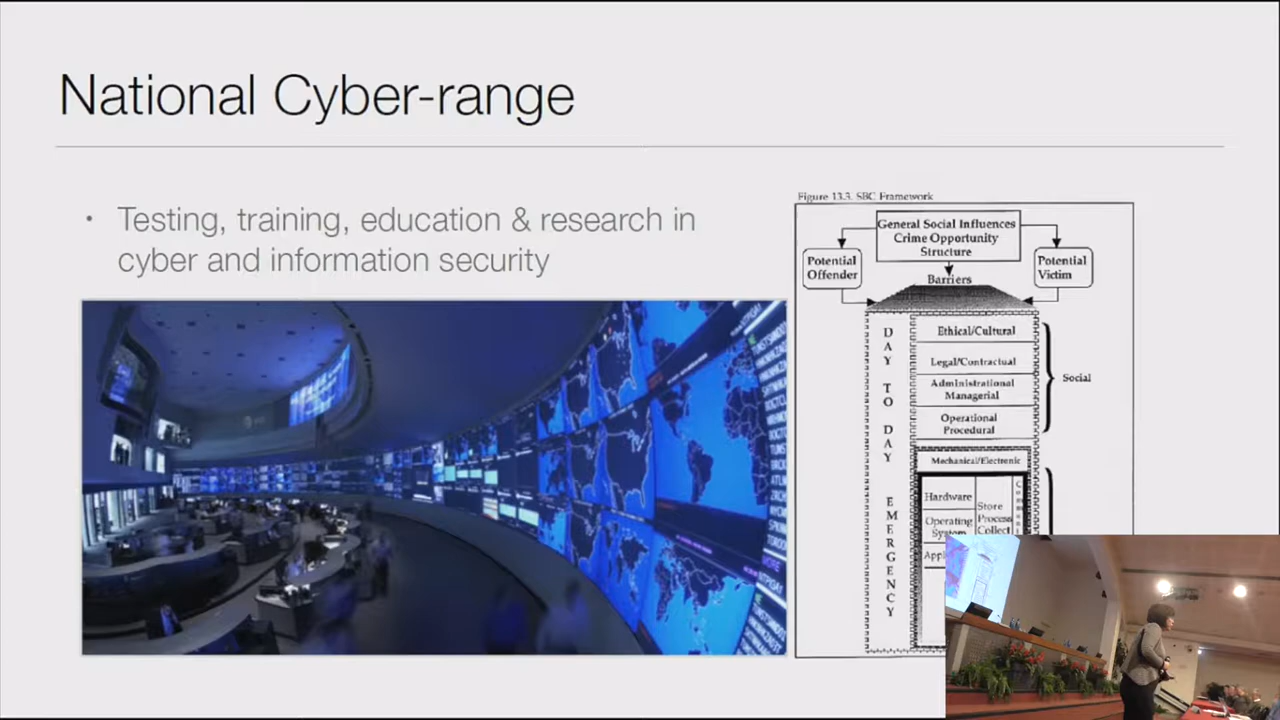 National Cyber-range
• Testing, training, education & research in
cyber and information security
Figure 13.3. SBC Framework
General Social Influences
Crime Opportunity
Structure
Potential
Offender
Potential
Victim
Barriers
DAY TO DAY EMERGENCY
Ethical/Cultural
Legal/Contractual
Administrational
Managerial
Operational
Procedural
Social
Mechanical/Electronic
Hardware
Operating
System
Store
Process
Collect